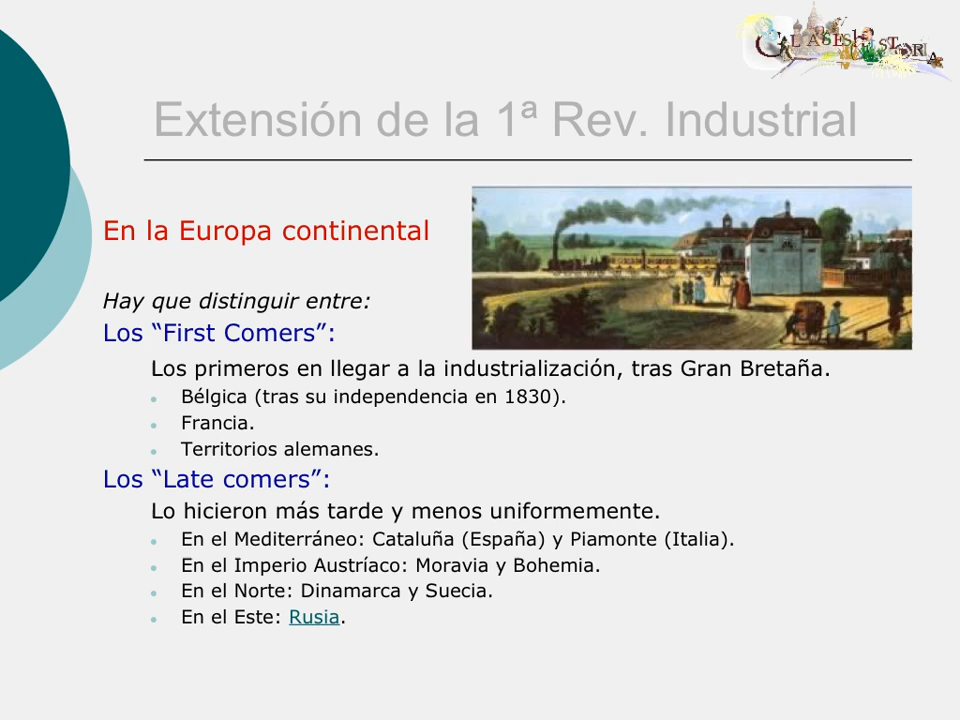 CLASES HISTORIA
Extensión de la 1ª Rev. Industrial
En la Europa continental
Hay que distinguir entre:
Los “First Comers”:
Los primeros en llegar a la industrialización, tras Gran Bretaña.
Bélgica (tras su independencia en 1830).
Francia.
Territorios alemanes.
Los “Late comers”:
Lo hicieron más tarde y menos uniformemente.
En el Mediterráneo: Cataluña (España) y Piamonte (Italia).
En el Imperio Austríaco: Moravia y Bohemia.
En el Norte: Dinamarca y Suecia.
En el Este: Rusia.